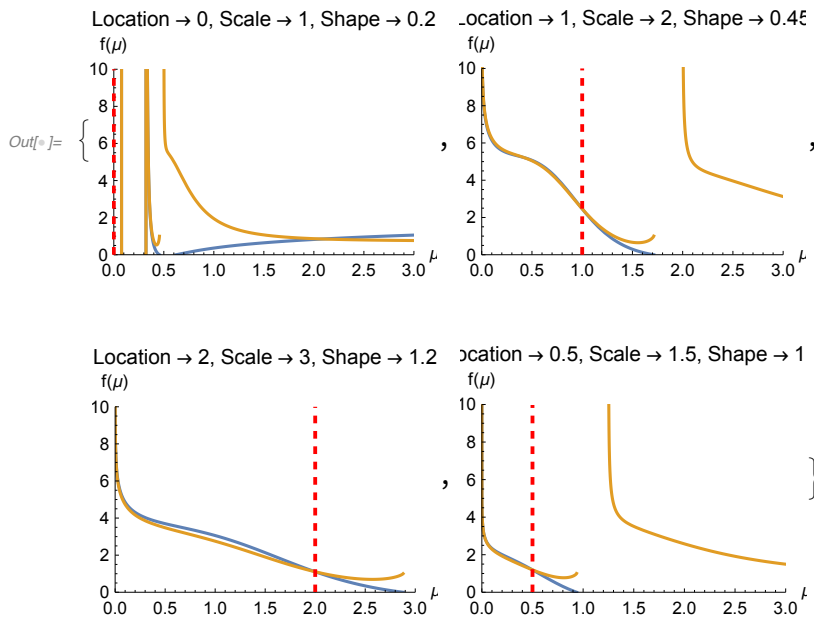 Location → 0, Scale → 1, Shape → 0.2
f(μ)
10
8
6
4
2
0
0.0 0.5 1.0 1.5 2.0 2.5 3.0 μ
Out[●]= {
,
Location → 1, Scale → 2, Shape → 0.45
f(μ)
10
8
6
4
2
0
0.0 0.5 1.0 1.5 2.0 2.5 3.0 μ
,
Location → 2, Scale → 3, Shape → 1.2
f(μ)
10
8
6
4
2
0
0.0 0.5 1.0 1.5 2.0 2.5 3.0 μ
,
ocation → 0.5, Scale → 1.5, Shape → 1
f(μ)
10
8
6
4
2
0
0.0 0.5 1.0 1.5 2.0 2.5 3.0 μ
}